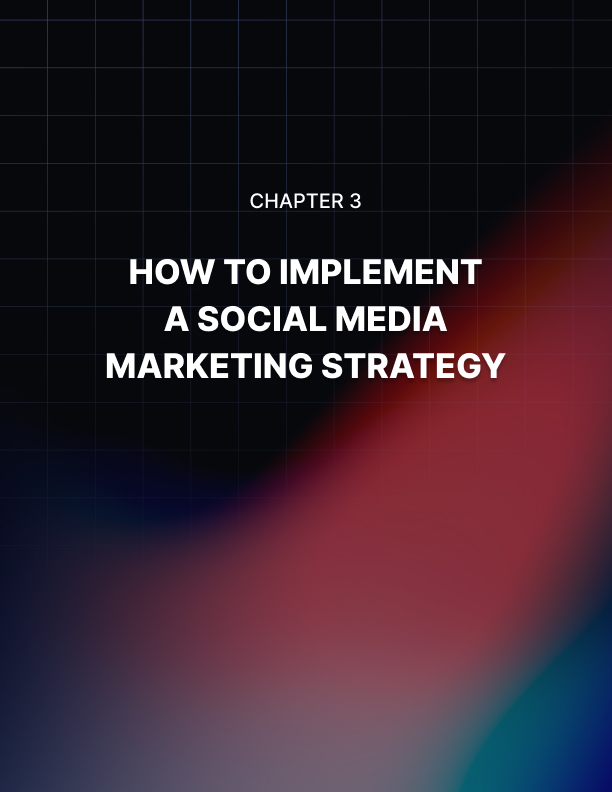 CHAPTER 3
HOW TO IMPLEMENT
A SOCIAL MEDIA
MARKETING STRATEGY